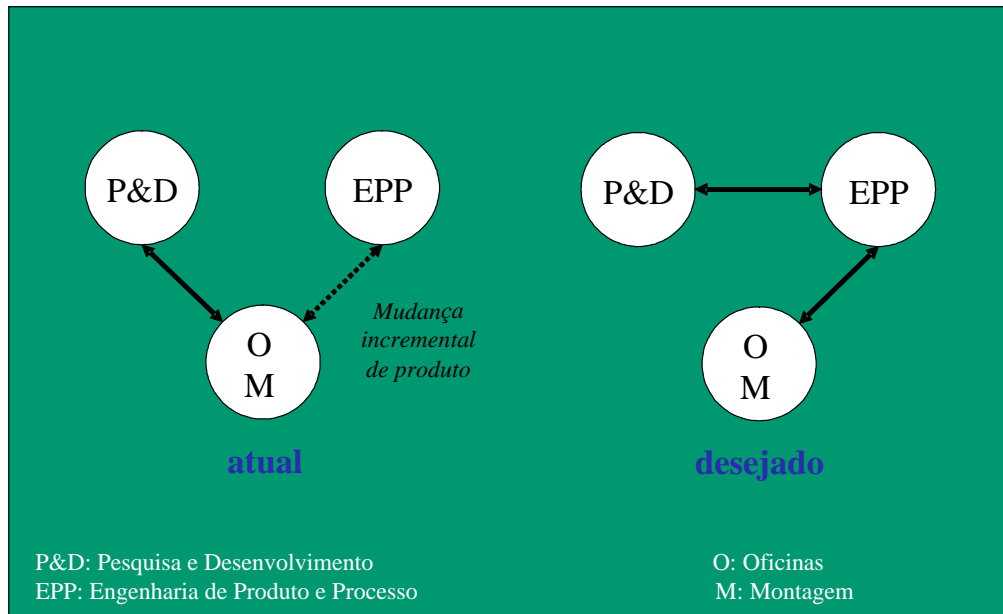 P&D
EPP
O
M
Mudança
incremental
de produto
atual
P&D
EPP
O
M
desejado
P&D: Pesquisa e Desenvolvimento
EPP: Engenharia de Produto e Processo
O: Oficinas
M: Montagem